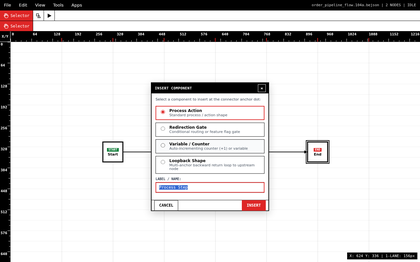 File Edit View Tools Apps
Selector
Selector
INSERT COMPONENT
Select a component to insert at the connector anchor dot.
Process Action
Standard process / action shape
Redirection Gate
Conditional routing or feature flag gate
Variable / Counter
Auto-incrementing counter (+1) or variable
Loopback Shape
Multi-anchor backward return loop to upstream
node
LABEL / NAME:
Process Step
CANCEL INSERT
START
Start
END
End